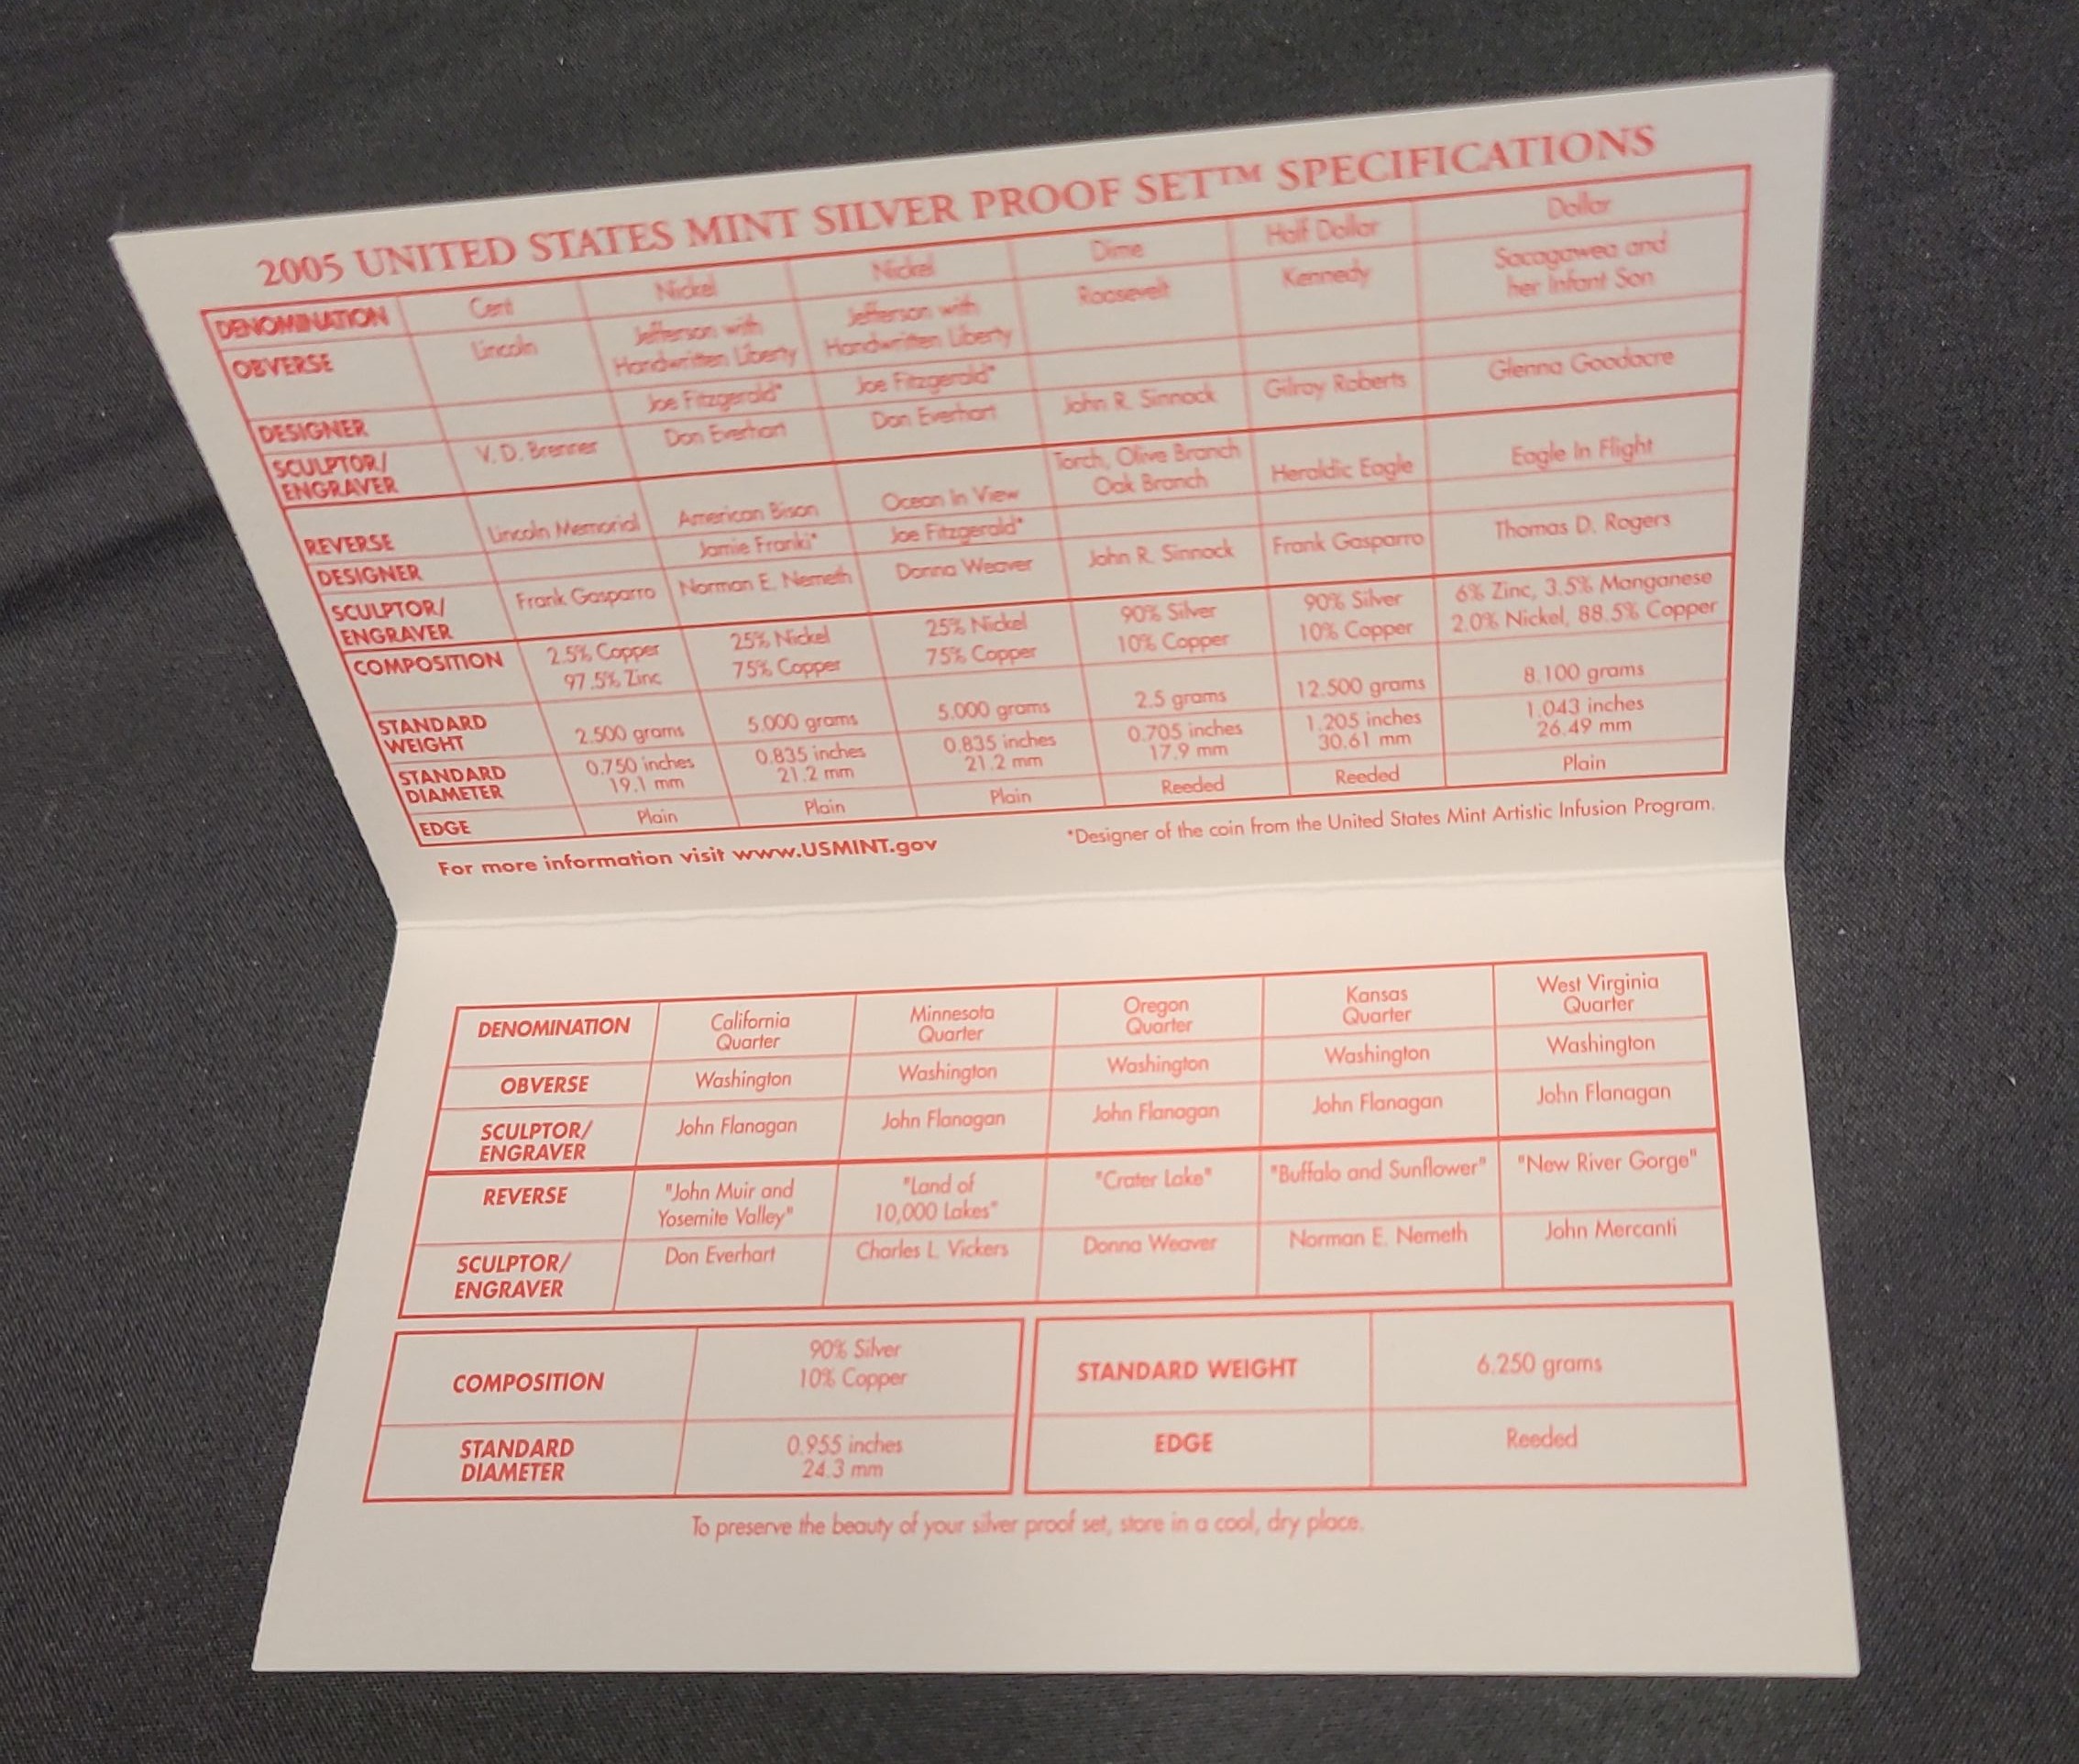 2005 UNITED STATES MINT SILVER PROOF SET™ SPECIFICATIONS
DENOMINATION Cent Nickel Nickel Dime Half Dollar Dollar
OBVERSE Lincoln Jefferson with Jefferson with Roosevelt Kennedy Sacagawea and
Handwritten Liberty Handwritten Liberty her Infant Son
DESIGNER Joe Fitzgerald* Joe Fitzgerald*
SCULPTOR/ V. D. Brenner Don Everhart Don Everhart John R. Sinnock Gilroy Roberts Glenna Goodacre
ENGRAVER
REVERSE Lincoln Memorial American Bison Ocean In View Torch, Olive Branch Heraldic Eagle Eagle In Flight
Oak Branch
DESIGNER Jamie Franki* Joe Fitzgerald*
SCULPTOR/ Frank Gasparro Norman E. Nemeth Donna Weaver John R. Sinnock Frank Gasparro Thomas D. Rogers
ENGRAVER
COMPOSITION 2.5% Copper 25% Nickel 25% Nickel 90% Silver 90% Silver 6% Zinc, 3.5% Manganese
97.5% Zinc 75% Copper 75% Copper 10% Copper 10% Copper 2.0% Nickel, 88.5% Copper
STANDARD 2.500 grams 5.000 grams 5.000 grams 2.5 grams 12.500 grams 8.100 grams
WEIGHT
STANDARD 0.750 inches 0.835 inches 0.835 inches 0.705 inches 1.205 inches 1.043 inches
DIAMETER 19.1 mm 21.2 mm 21.2 mm 17.9 mm 30.61 mm 26.49 mm
EDGE Plain Plain Plain Reeded Reeded Plain
For more information visit www.USMINT.gov *Designer of the coin from the United States Mint Artistic Infusion Program.
DENOMINATION California Minnesota Oregon Kansas West Virginia
Quarter Quarter Quarter Quarter Quarter
OBVERSE Washington Washington Washington Washington Washington
SCULPTOR/ John Flanagan John Flanagan John Flanagan John Flanagan John Flanagan
ENGRAVER
REVERSE "John Muir and "Land of "Crater Lake" "Buffalo and Sunflower" "New River Gorge"
Yosemite Valley" 10,000 Lakes"
SCULPTOR/ Don Everhart Charles L. Vickers Donna Weaver Norman E. Nemeth John Mercanti
ENGRAVER
COMPOSITION 90% Silver STANDARD WEIGHT 6.250 grams
10% Copper
STANDARD 0.955 inches EDGE Reeded
DIAMETER 24.3 mm
To preserve the beauty of your silver proof set, store in a cool, dry place.